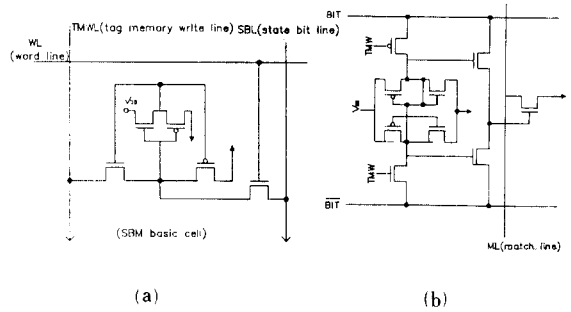 TMWL(tag memory write line) SBL(state bit line)
WL
(word line)
(SBM basic cell)
(a)
BIT
TMW
TMW
BIT
ML(match line)
(b)